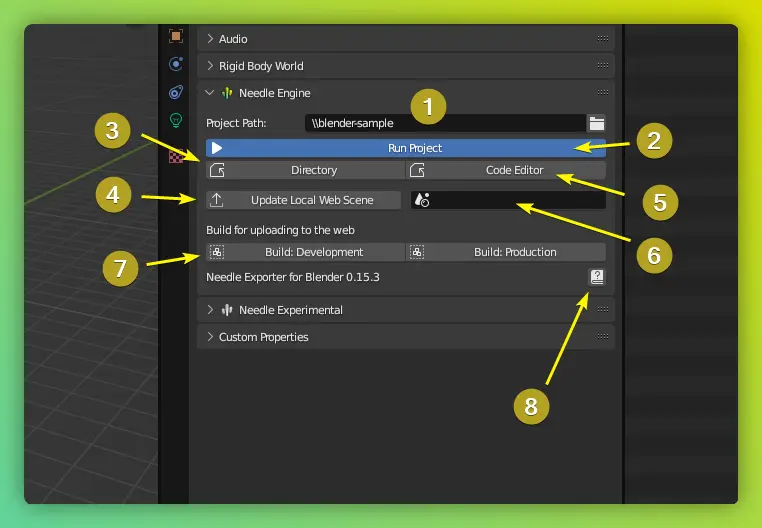 Audio
Rigid Body World
Needle Engine
1
Project Path: \\blender-sample
3
Run Project
2
Directory Code Editor
4
Update Local Web Scene
5
Build for uploading to the web
6
7
Build: Development Build: Production
Needle Exporter for Blender 0.15.3
?
Needle Experimental
Custom Properties
8